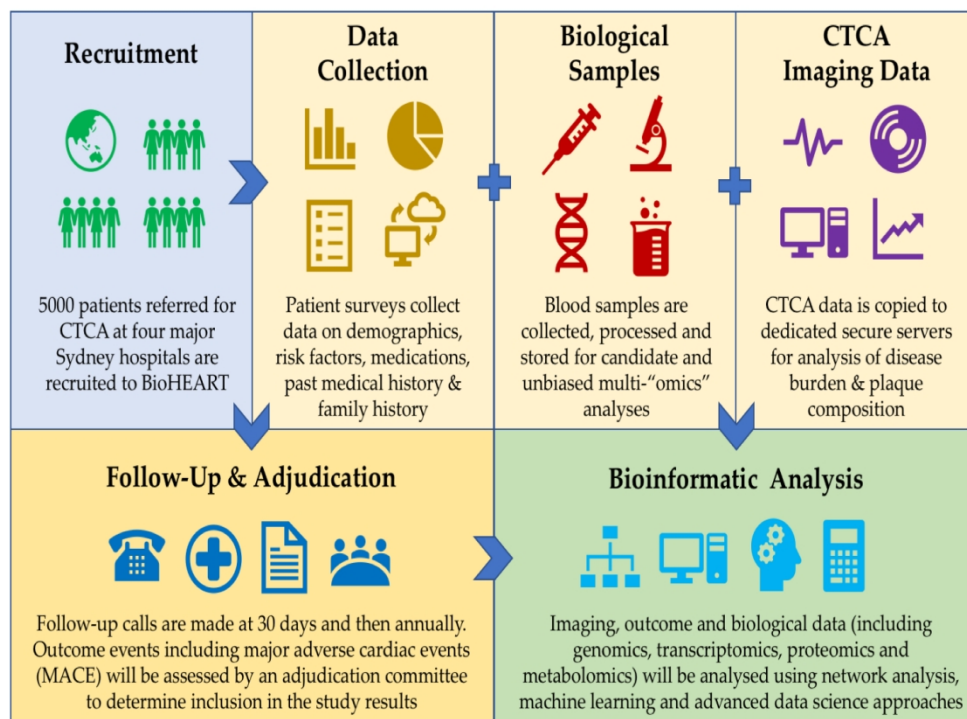 Recruitment
5000 patients referred for
CTCA at four major
Sydney hospitals are
recruited to BioHEART
Data
Collection
Patient surveys collect
data on demographics,
risk factors, medications,
past medical history &
family history
Biological
Samples
Blood samples are
collected, processed and
stored for candidate and
unbiased multi-“omics”
analyses
CTCA
Imaging Data
CTCA data is copied to
dedicated secure servers
for analysis of disease
burden & plaque
composition
Follow-Up & Adjudication
Follow-up calls are made at 30 days and then annually.
Outcome events including major adverse cardiac events
(MACE) will be assessed by an adjudication committee
to determine inclusion in the study results
Bioinformatic Analysis
Imaging, outcome and biological data (including
genomics, transcriptomics, proteomics and
metabolomics) will be analysed using network analysis,
machine learning and advanced data science approaches